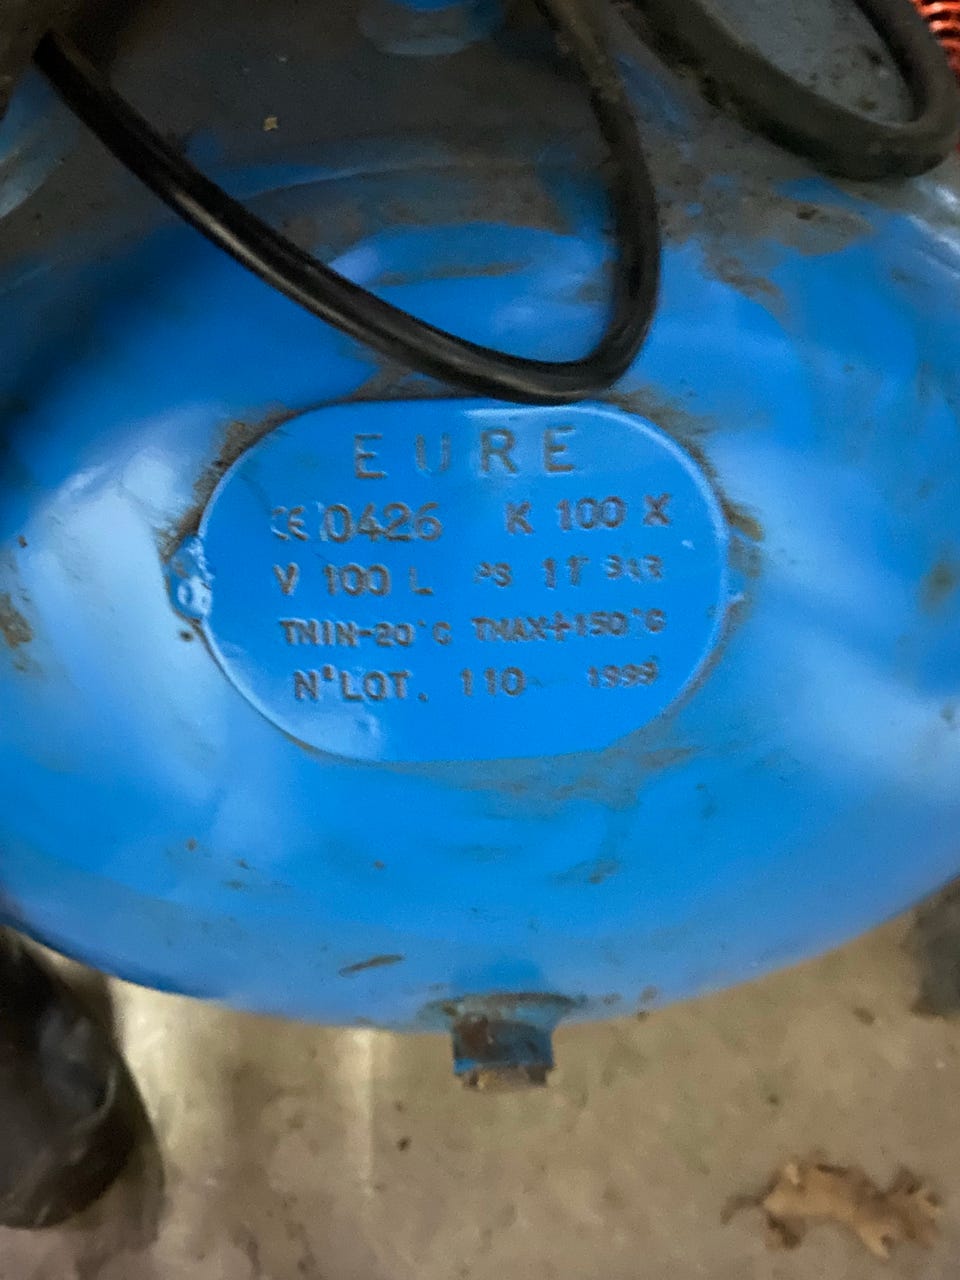 EURE
CE 0426 K 100 X
V 100 L PS 11 BAR
TMIN-20°C TMAX+150°C
N°LOT. 110 1999